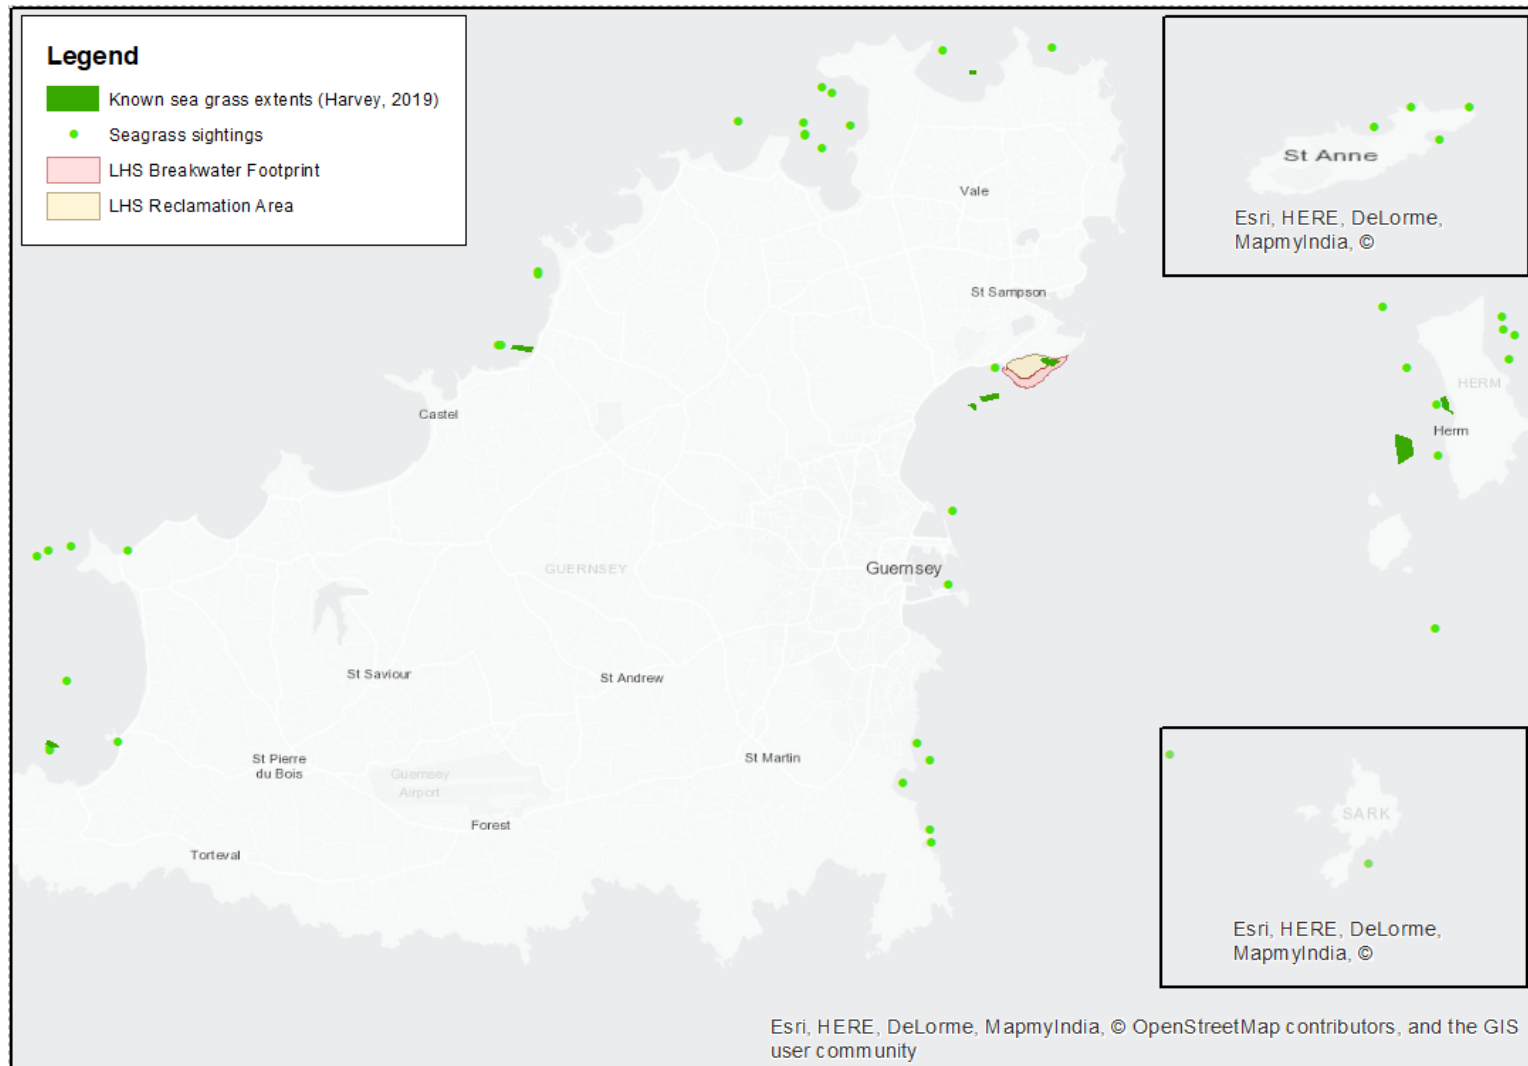 Legend
Known sea grass extents (Harvey, 2019)
Seagrass sightings
LHS Breakwater Footprint
LHS Reclamation Area
St Anne
Esri, HERE, DeLorme,
MapmyIndia, ©
Vale
St Sampson
HERM
Herm
Castel
GUERNSEY
Guernsey
St Saviour
St Andrew
St Pierre
du Bois
Guernsey
Airport
St Martin
Forest
Torteval
SARK
Esri, HERE, DeLorme,
MapmyIndia, ©
Esri, HERE, DeLorme, MapmyIndia, © OpenStreetMap contributors, and the GIS
user community